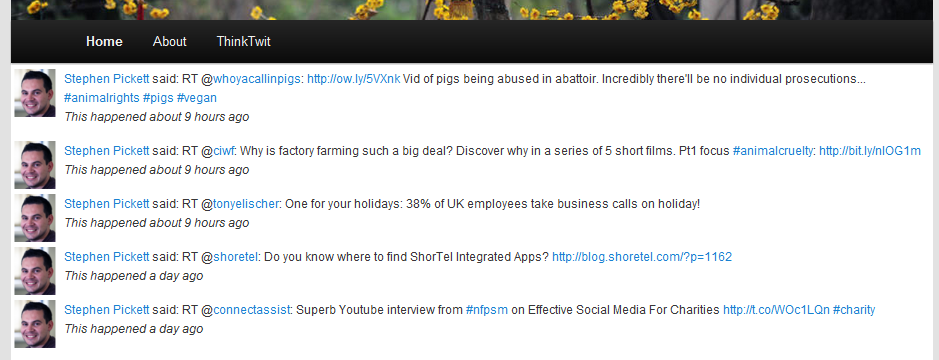 Home About ThinkTwit
Stephen Pickett said: RT @whoyacallinpigs: http://ow.ly/5VXnk Vid of pigs being abused in abattoir. Incredibly there'll be no individual prosecutions...
#animalrights #pigs #vegan
This happened about 9 hours ago
Stephen Pickett said: RT @ciwf: Why is factory farming such a big deal? Discover why in a series of 5 short films. Pt1 focus #animalcruelty: http://bit.ly/nIOG1m
This happened about 9 hours ago
Stephen Pickett said: RT @tonyelischer: One for your holidays: 38% of UK employees take business calls on holiday!
This happened about 9 hours ago
Stephen Pickett said: RT @shoretel: Do you know where to find ShorTel Integrated Apps? http://blog.shoretel.com/?p=1162
This happened a day ago
Stephen Pickett said: RT @connectassist: Superb Youtube interview from #nfpsm on Effective Social Media For Charities http://t.co/WOc1LQn #charity
This happened a day ago